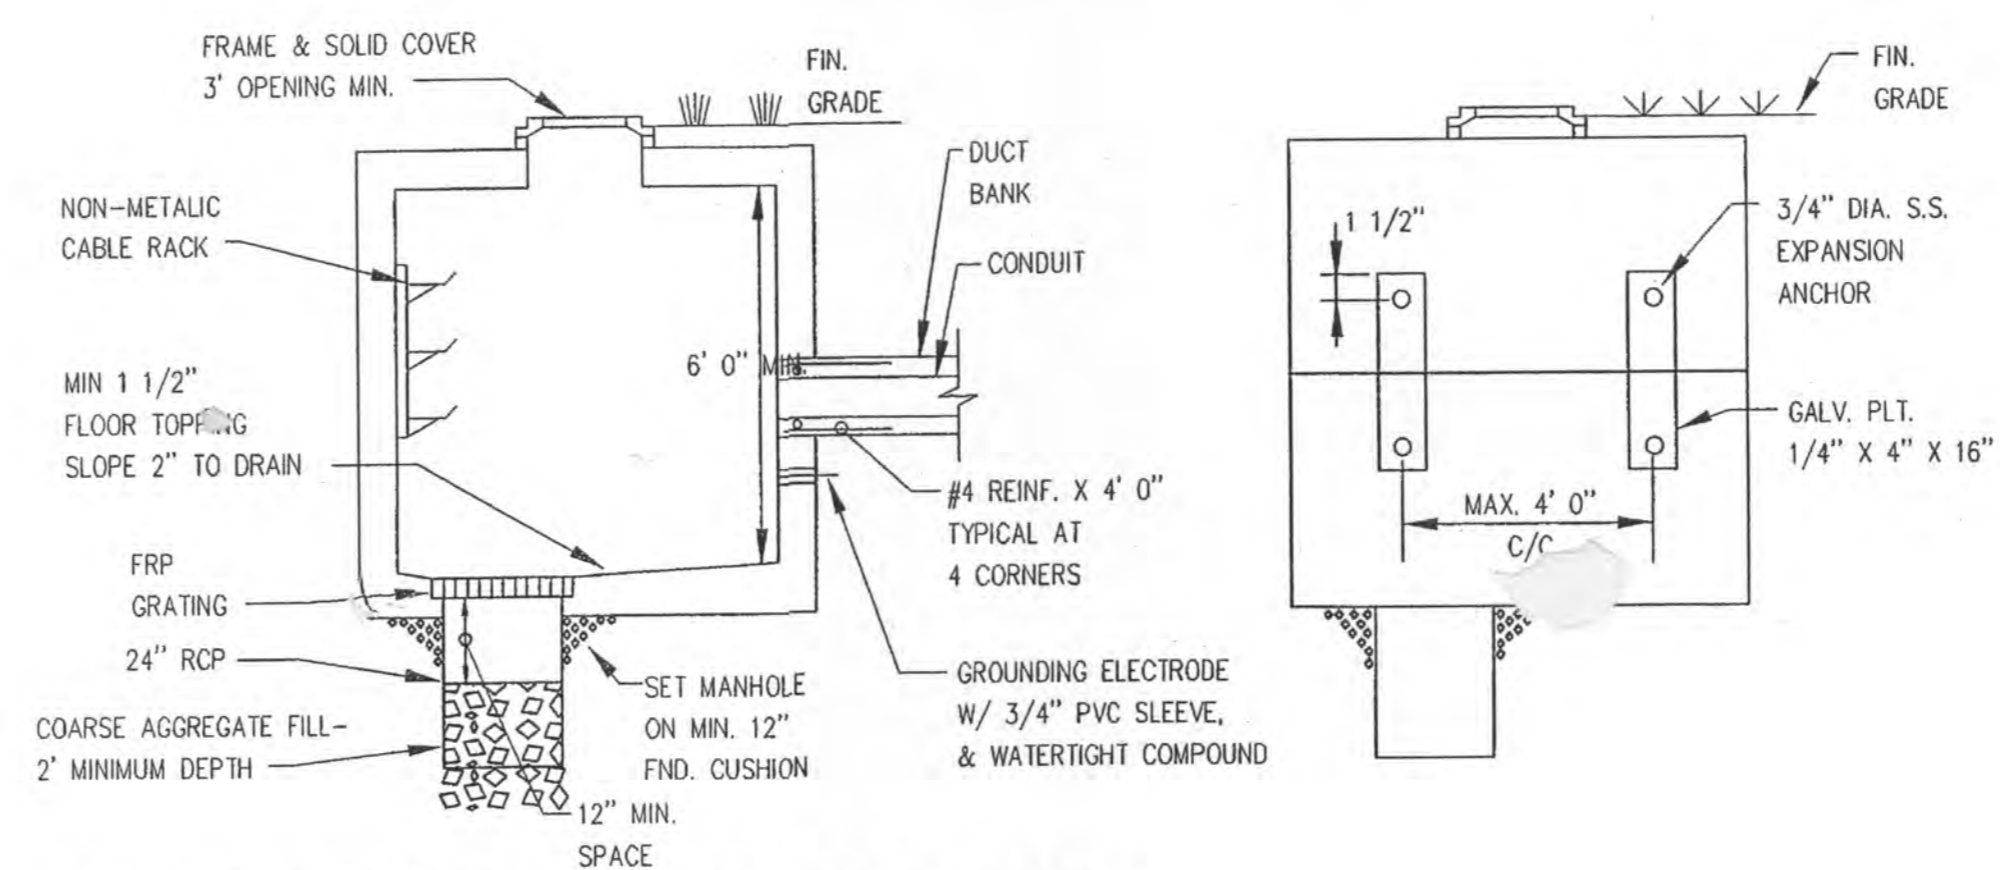 FRAME & SOLID COVER
3' OPENING MIN.
FIN.
GRADE
NON-METALIC
CABLE RACK
DUCT
BANK
CONDUIT
6' 0" MIN.
MIN 1 1/2"
FLOOR
SLOPE 2" TO DRAIN
FRP
GRATING
24" RCP
COARSE AGGREGATE FILL-
2' MINIMUM DEPTH
#4 REINF. X 4' 0"
TYPICAL AT
4 CORNERS
GROUNDING ELECTRODE
W/ 3/4" PVC SLEEVE,
& WATERTIGHT COMPOUND
SET MANHOLE
ON MIN. 12"
FND. CUSHION
12" MIN.
SPACE
FIN.
GRADE
1 1/2"
3/4" DIA. S.S.
EXPANSION
ANCHOR
GALV. PLT.
1/4" X 4" X 16"
MAX. 4' 0"